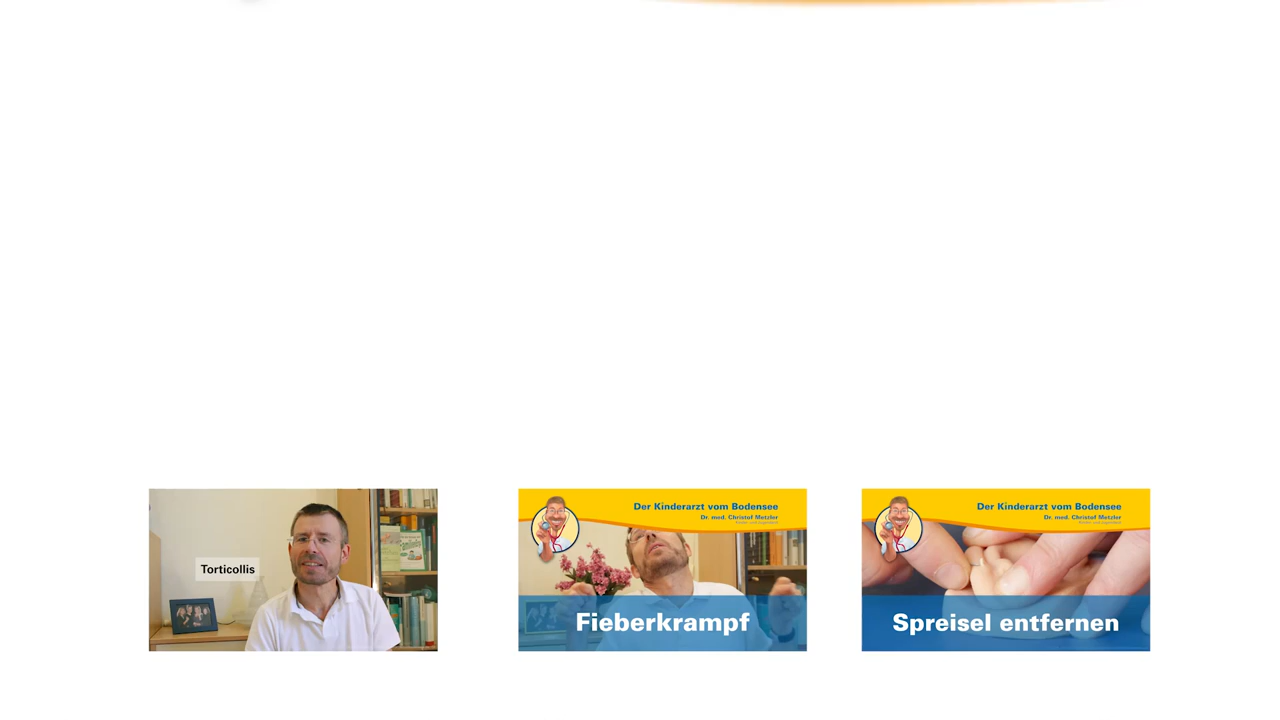 Torticollis
Der Kinderarzt vom Bodensee
Dr. med. Christof Metzler
Fieberkrampf
Der Kinderarzt vom Bodensee
Dr. med. Christof Metzler
Spreisel entfernen